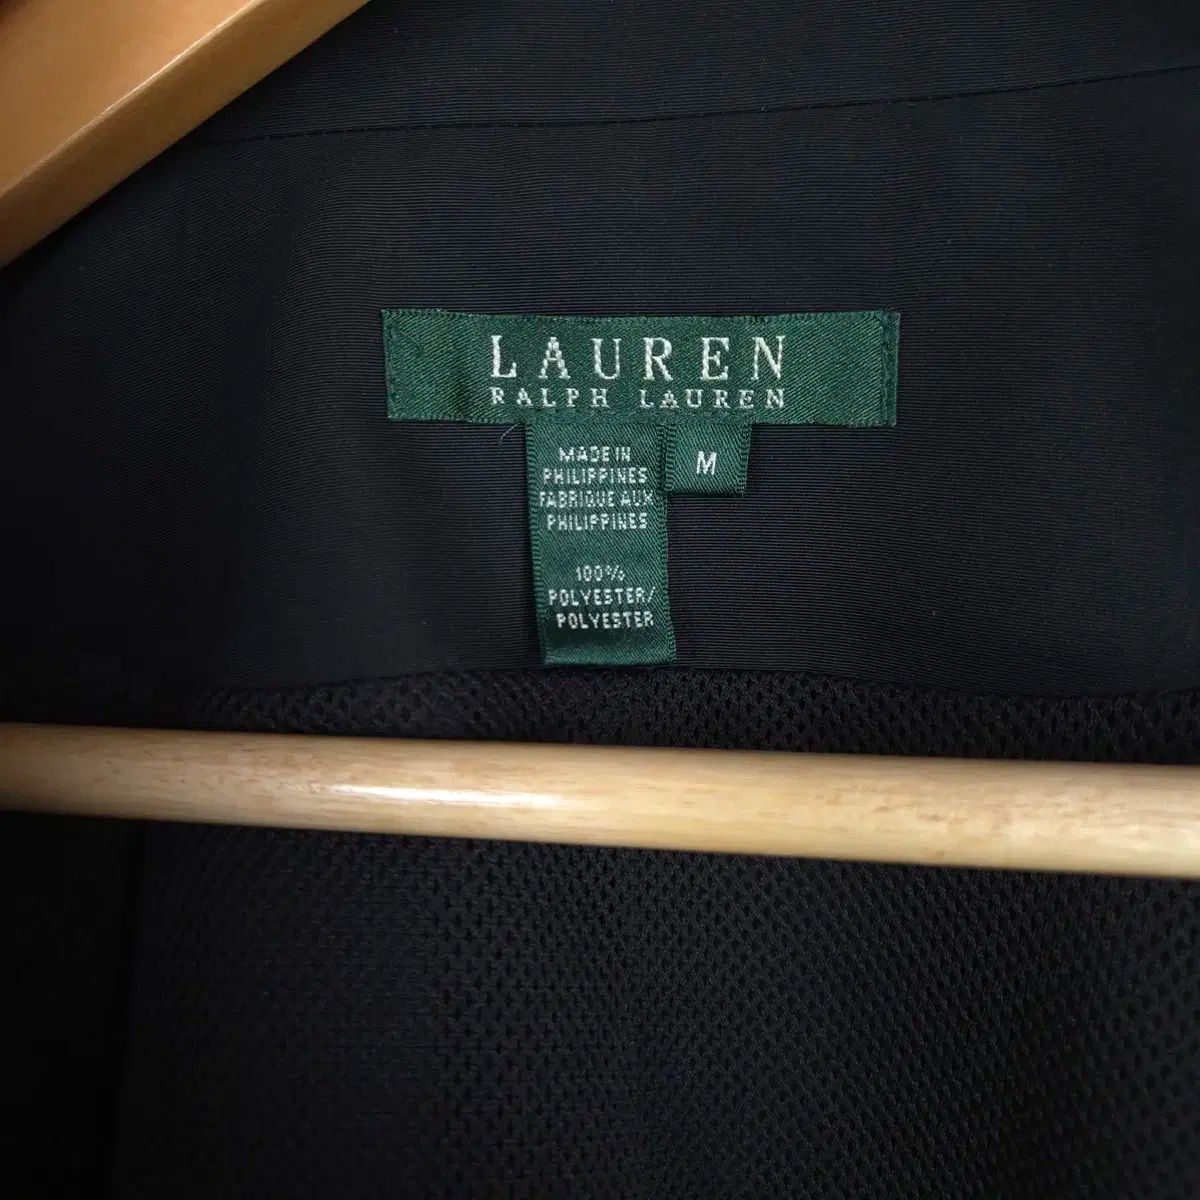 LAUREN
RALPH LAUREN
MADE IN
PHILIPPINES
FABRIQUE AUX
PHILIPPINES
100%
POLYESTER/
POLYESTER
M